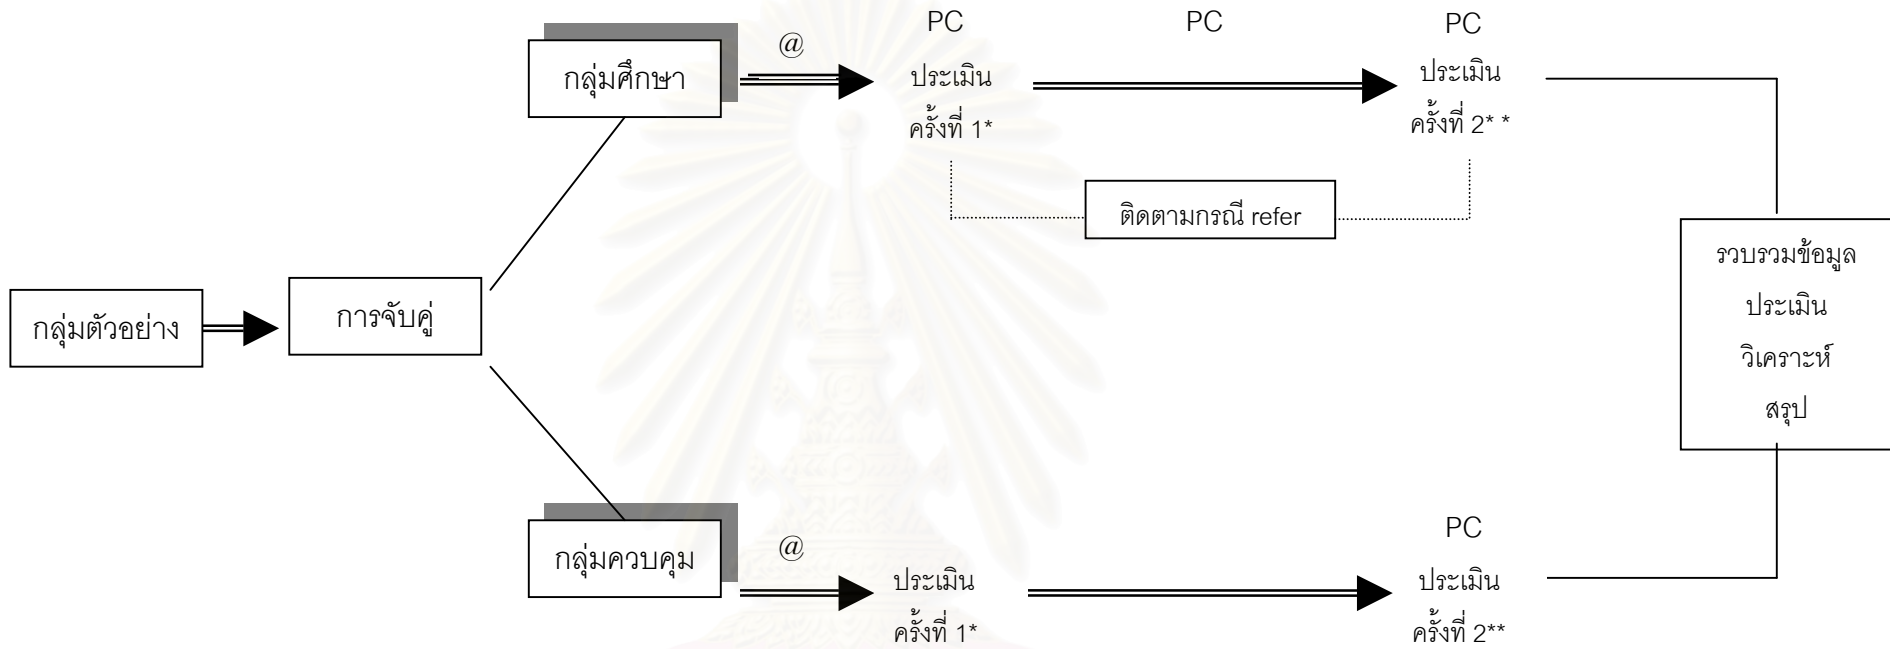 PC
PC
PC
@
กลุ่มศึกษา
ประเมิน
ครั้งที่ 1*
ประเมิน
ครั้งที่ 2* *
ติดตามกรณี refer
กลุ่มตัวอย่าง
การจับคู่
รวบรวมข้อมูล
ประเมิน
วิเคราะห์
สรุป
กลุ่มควบคุม
@
ประเมิน
ครั้งที่ 1*
PC
ประเมิน
ครั้งที่ 2**